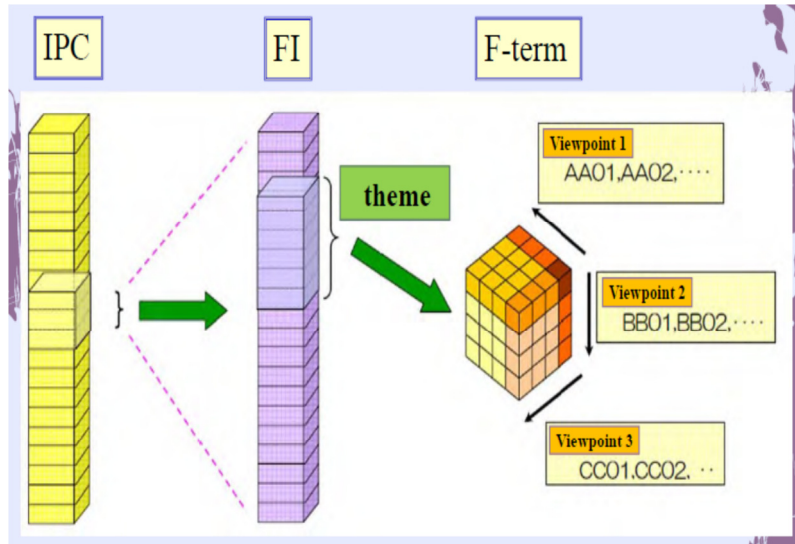 IPC
FI
F-term
theme
Viewpoint 1
AA01,AA02,‥‥
Viewpoint 2
BB01,BB02,‥‥
Viewpoint 3
CC01,CC02, ‥